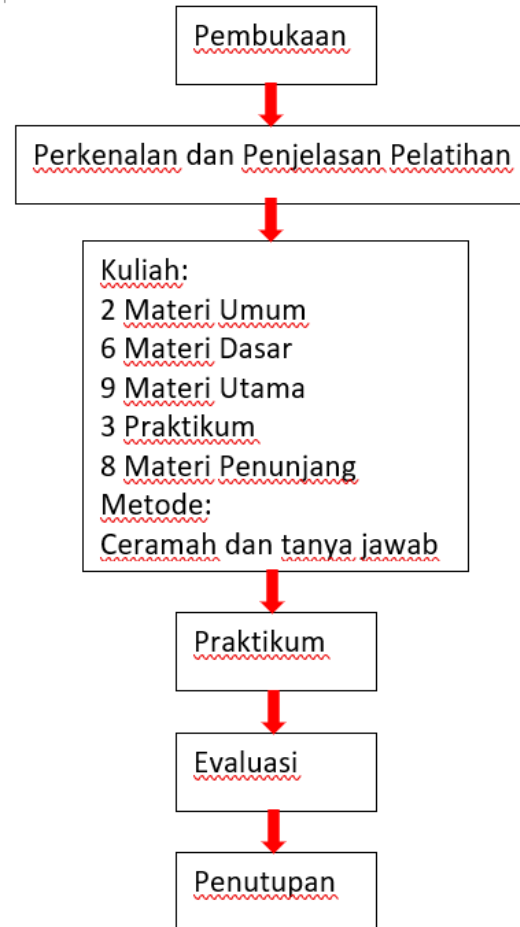 Pembukaan
Perkenalan dan Penjelasan Pelatihan
Kuliah:
2 Materi Umum
6 Materi Dasar
9 Materi Utama
3 Praktikum
8 Materi Penunjang
Metode:
Ceramah dan tanya jawab
Praktikum
Evaluasi
Penutupan